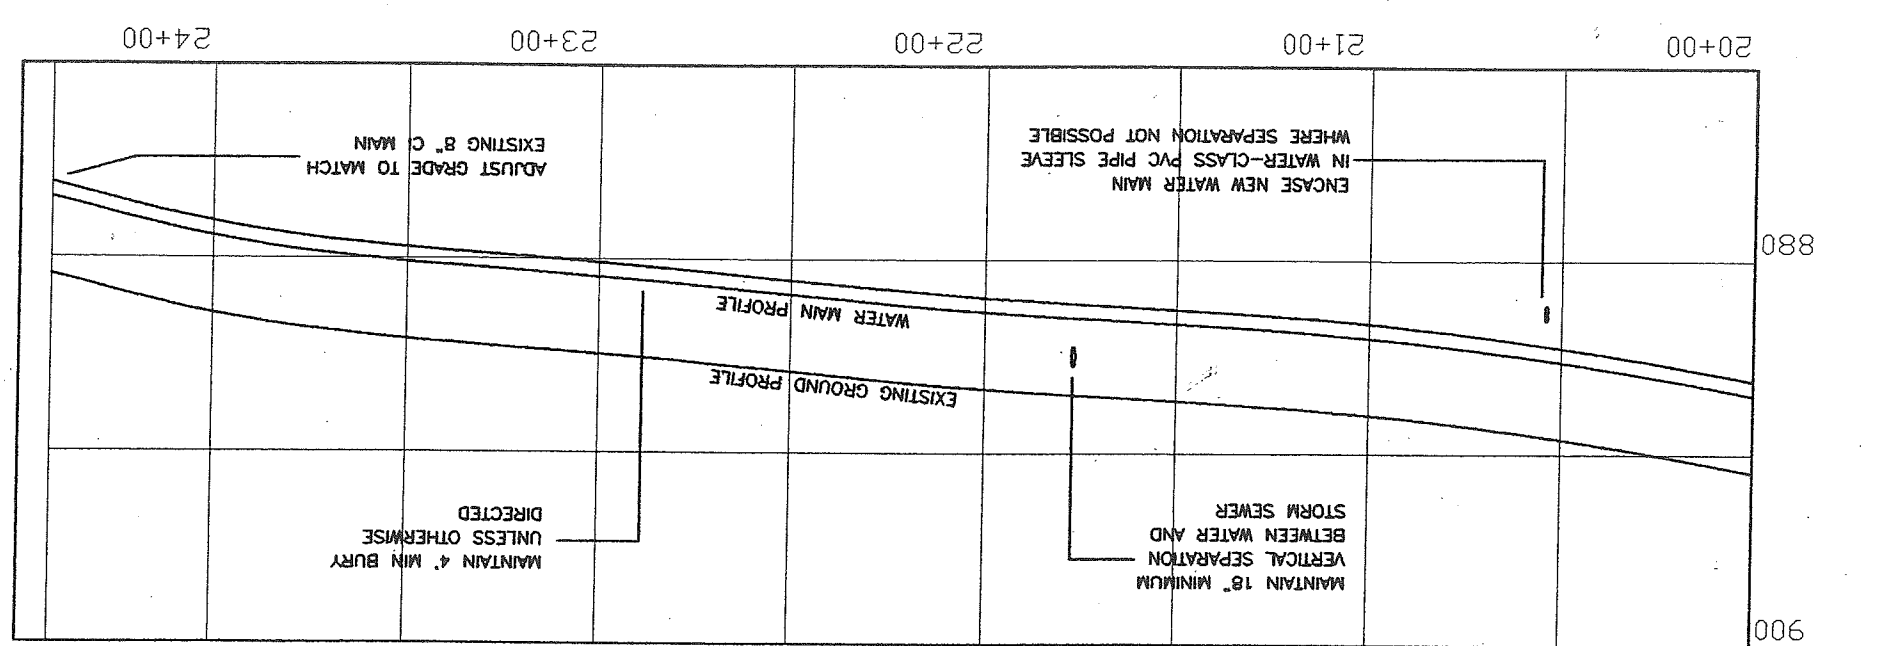 900
MAINTAIN 18" MINIMUM
VERTICAL SEPARATION
BETWEEN WATER AND
STORM SEWER
MAINTAIN 4' MIN BURY
UNLESS OTHERWISE
DIRECTED
EXISTING GROUND PROFILE
WATER MAIN PROFILE
880
ENCASE NEW WATER MAIN
IN WATER-CLASS PVC PIPE SLEEVE
WHERE SEPARATION NOT POSSIBLE
ADJUST GRADE TO MATCH
EXISTING 8" CI MAIN
20+00
21+00
22+00
23+00
24+00